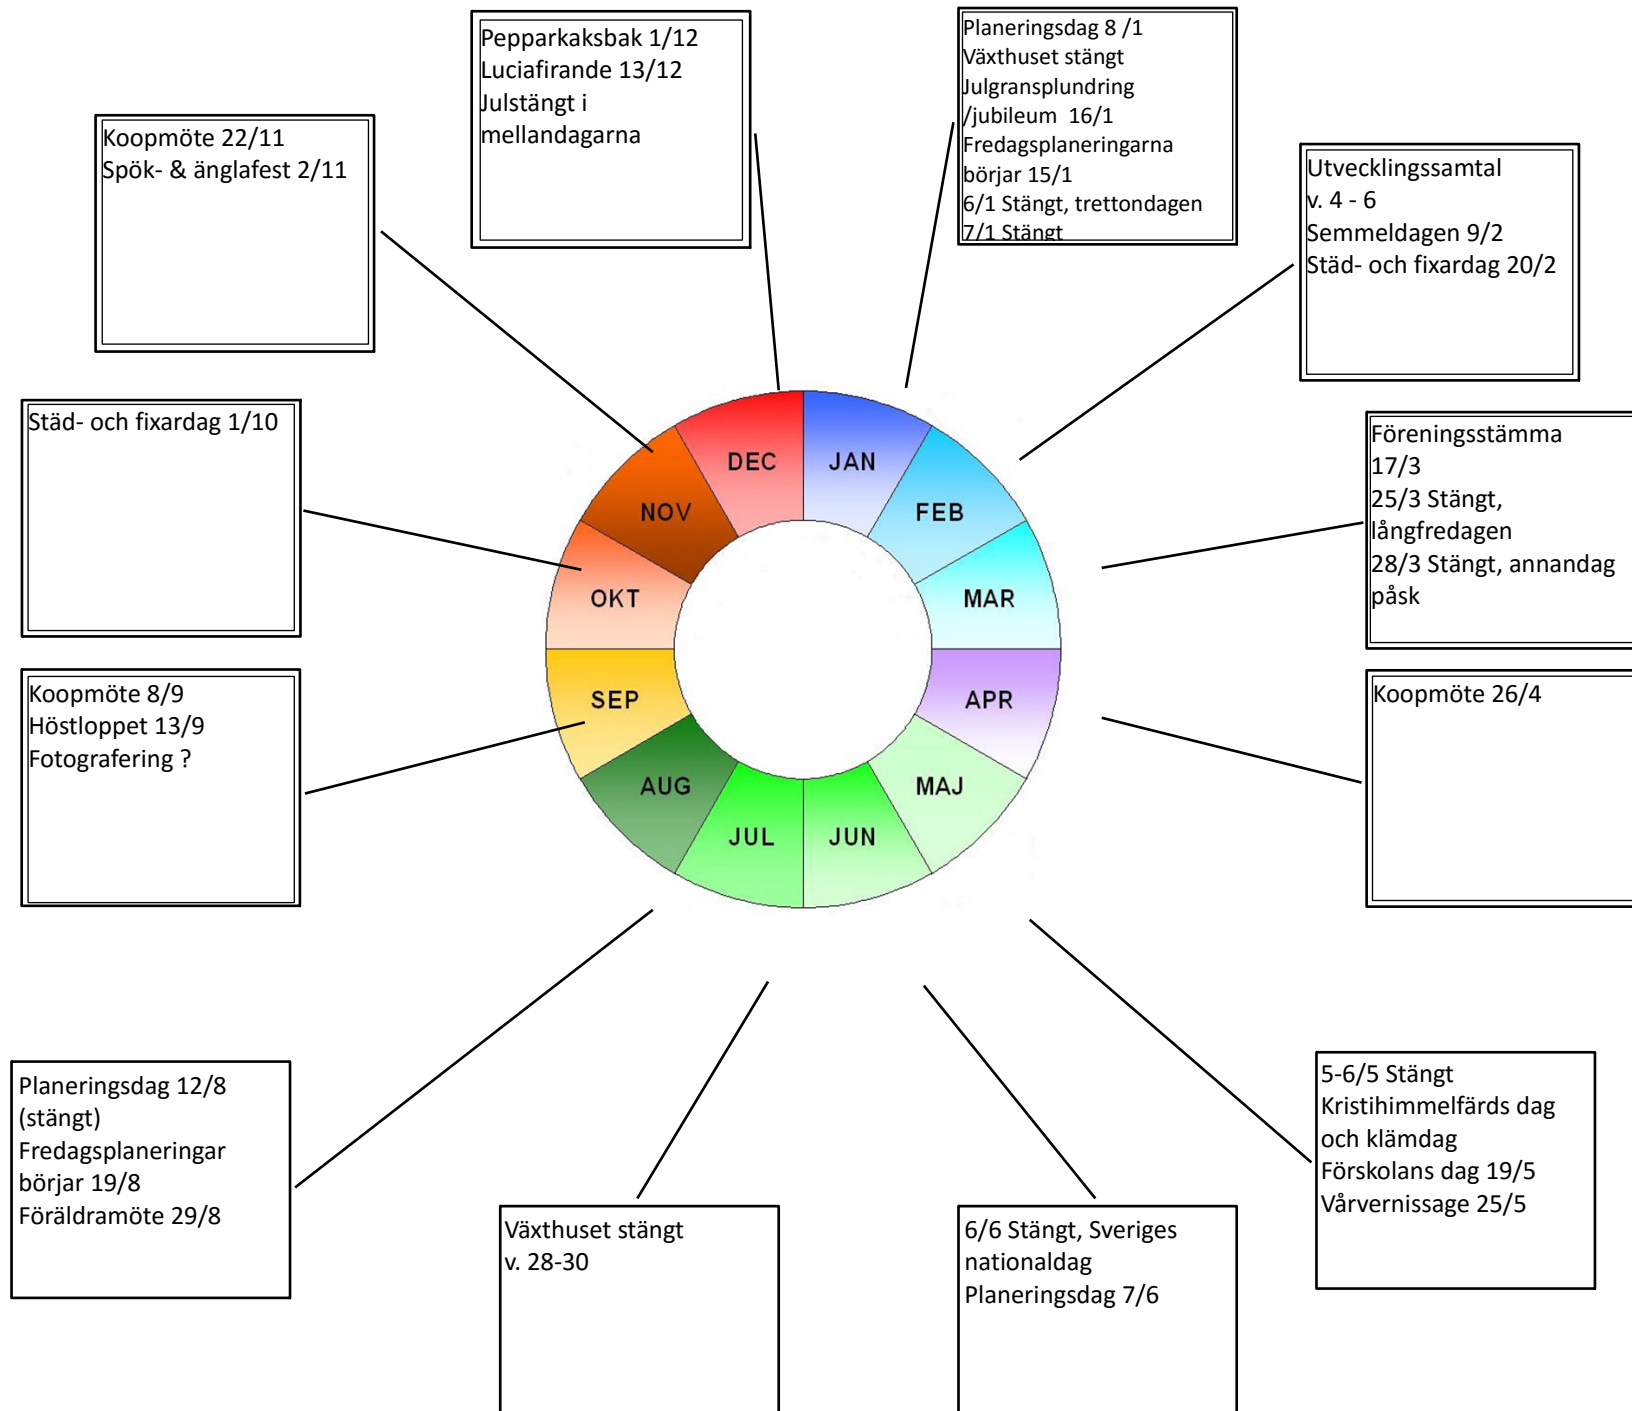 Pepparkaksbak 1/12
Luciafirande 13/12
Julstängt i
mellandagarna
Planeringsdag 8 /1
Växthuset stängt
Julgransplundring
/jubileum  16/1
Fredagsplaneringarna
börjar 15/1
6/1 Stängt, trettondagen
7/1 Stängt
Koopmöte 22/11
Spök- & änglafest 2/11
Utvecklingssamtal
v. 4 - 6
Semmeldagen 9/2
Städ- och fixardag 20/2
Städ- och fixardag 1/10
Föreningsstämma
17/3
25/3 Stängt,
långfredagen
28/3 Stängt, annandag
påsk
DEC
JAN
NOV
FEB
OKT
MAR
SEP
APR
AUG
MAJ
JUL
JUN
Koopmöte 8/9
Höstloppet 13/9
Fotografering ?
Koopmöte 26/4
Planeringsdag 12/8
(stängt)
Fredagsplaneringar
börjar 19/8
Föräldramöte 29/8
Växthuset stängt
v. 28-30
6/6 Stängt, Sveriges
nationaldag
Planeringsdag 7/6
5-6/5 Stängt
Kristihimmelfärds dag
och klämdag
Förskolans dag 19/5
Vårvernissage 25/5